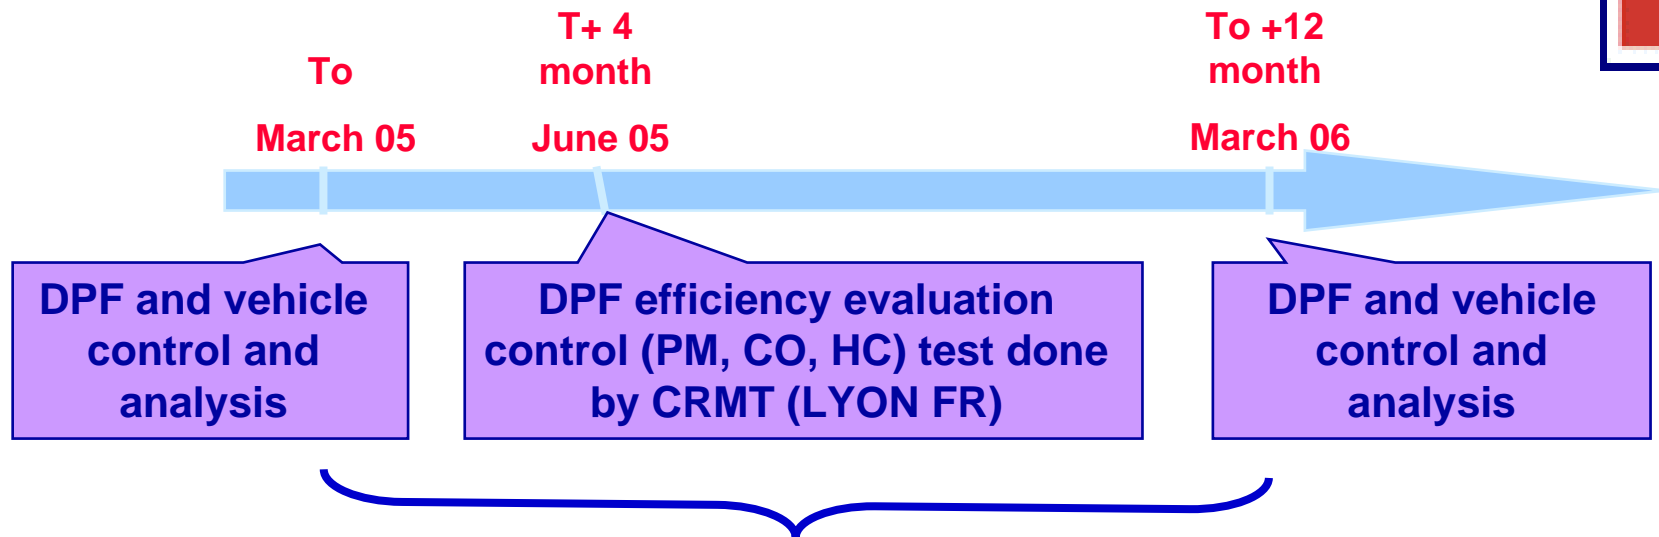 To
March 05
T+ 4
month
June 05
To +12
month
March 06
DPF and vehicle
control and
analysis
DPF efficiency evaluation
control (PM, CO, HC) test done
by CRMT (LYON FR)
DPF and vehicle
control and
analysis